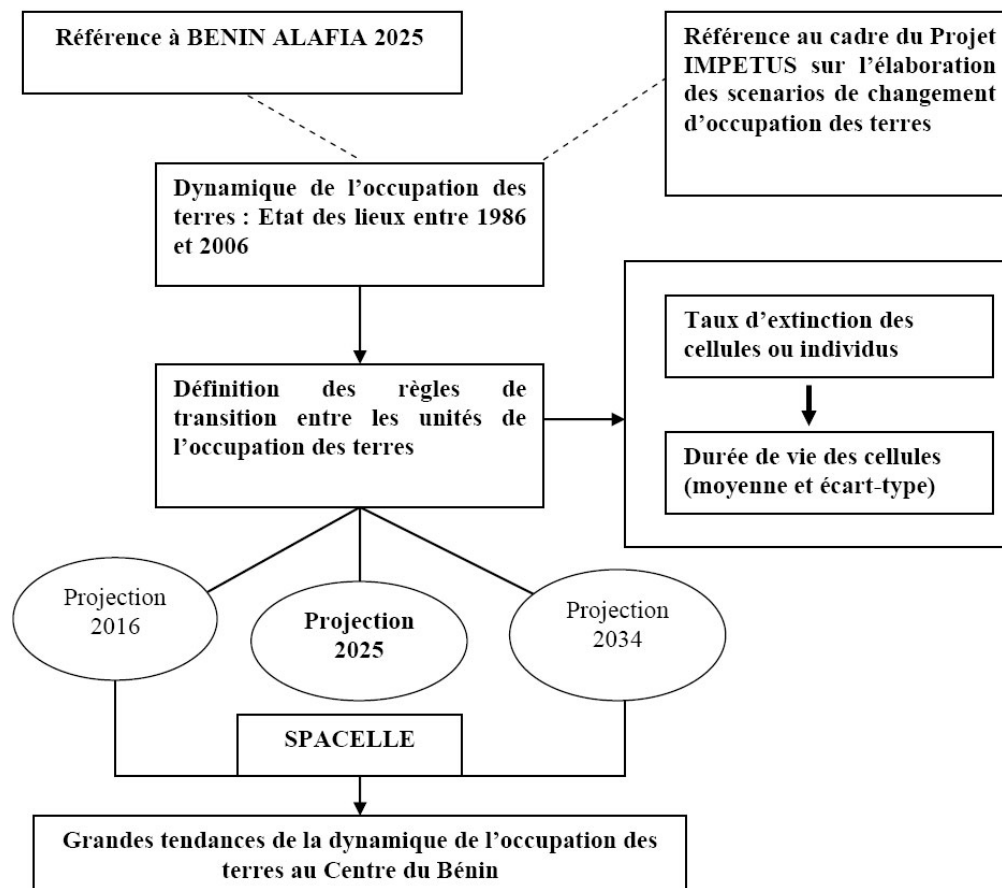 Référence à BENIN ALAFIA 2025
Référence au cadre du Projet
IMPETUS sur l’élaboration
des scenarios de changement
d’occupation des terres
Dynamique de l’occupation des
terres : Etat des lieux entre 1986
et 2006
Taux d’extinction des
cellules ou individus
Définition des règles de
transition entre les unités de
l’occupation des terres
Durée de vie des cellules
(moyenne et écart-type)
Projection
2016
Projection
2025
Projection
2034
SPACELLE
Grandes tendances de la dynamique de l’occupation des
terres au Centre du Bénin